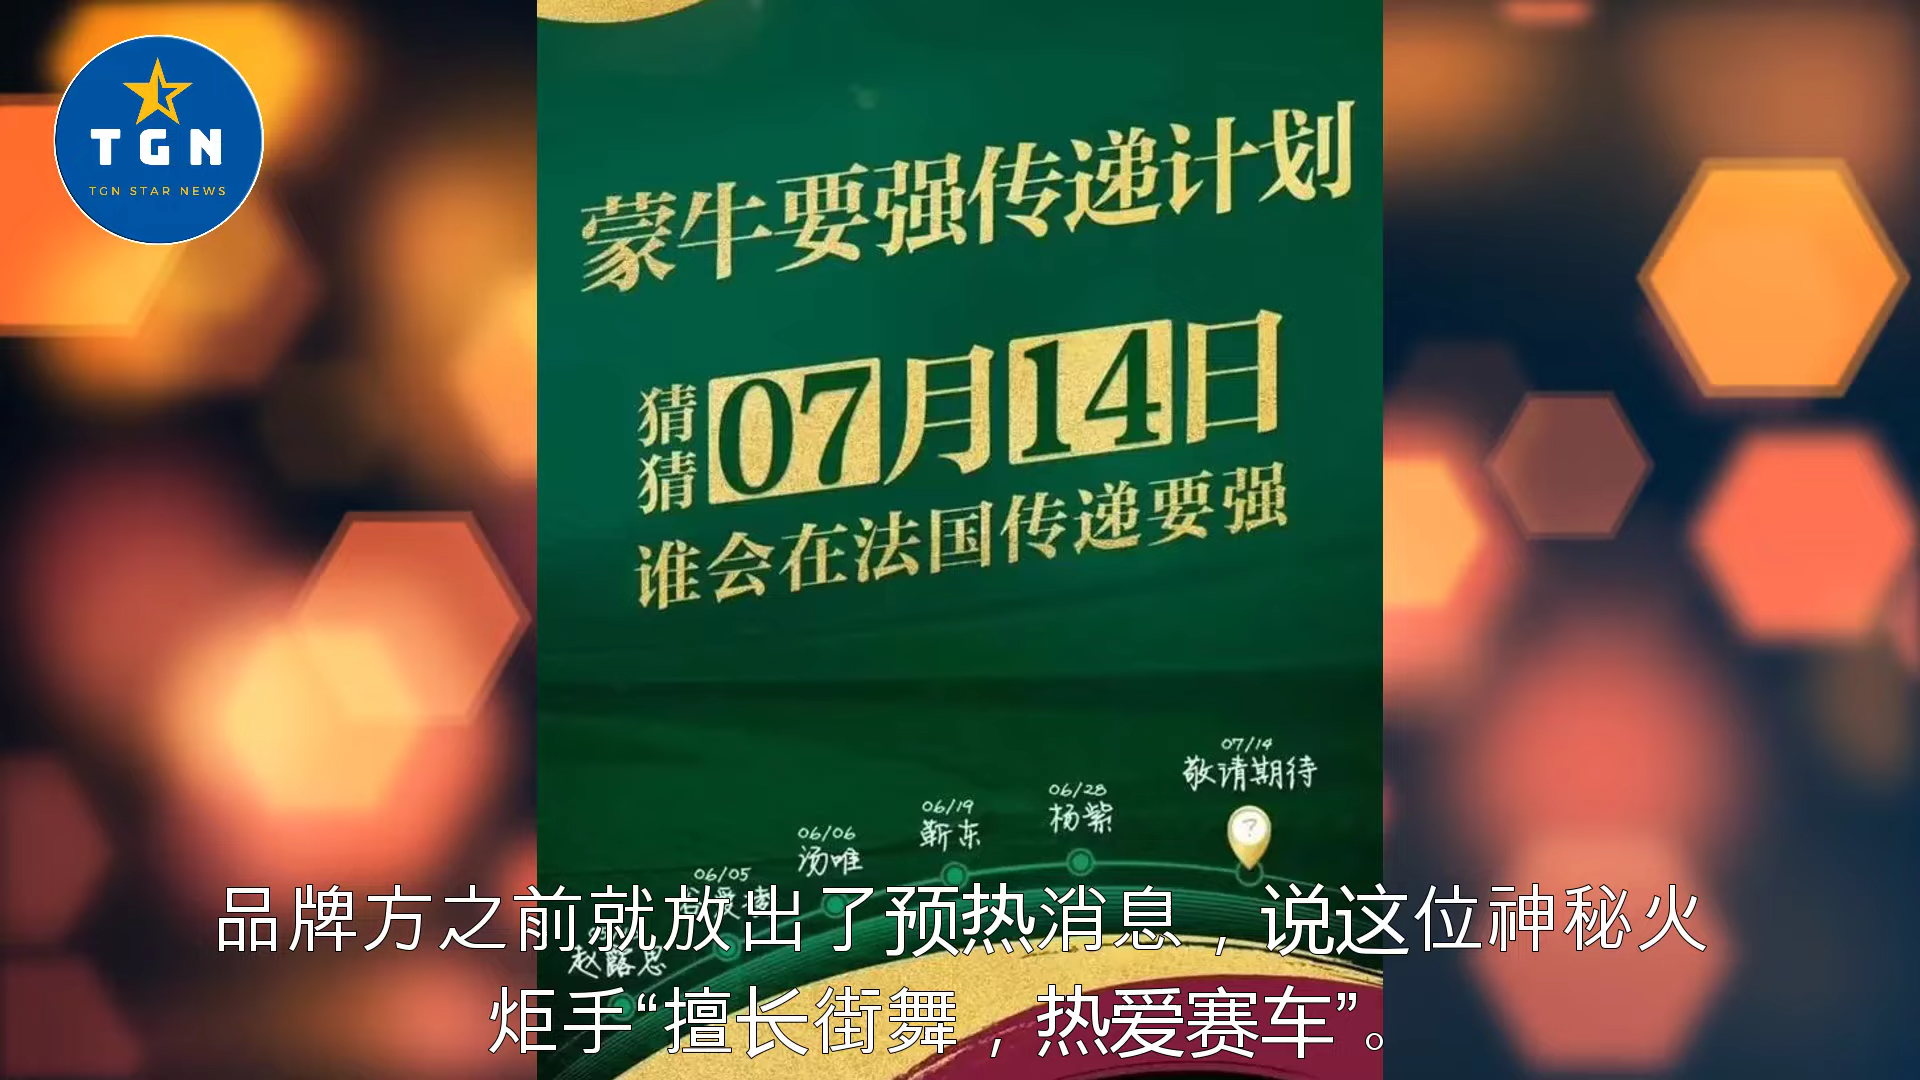 TGN
TGN STAR NEWS
蒙牛要强传递计划
猜猜07月14日
谁会在法国传递要强
07/14
敬请期待
?
06/28
杨紫
06/19
靳东
06/06
汤唯
06/05
赵露思
品牌方之前就放出了预热消息，说这位神秘火
炬手“擅长街舞，热爱赛车”。